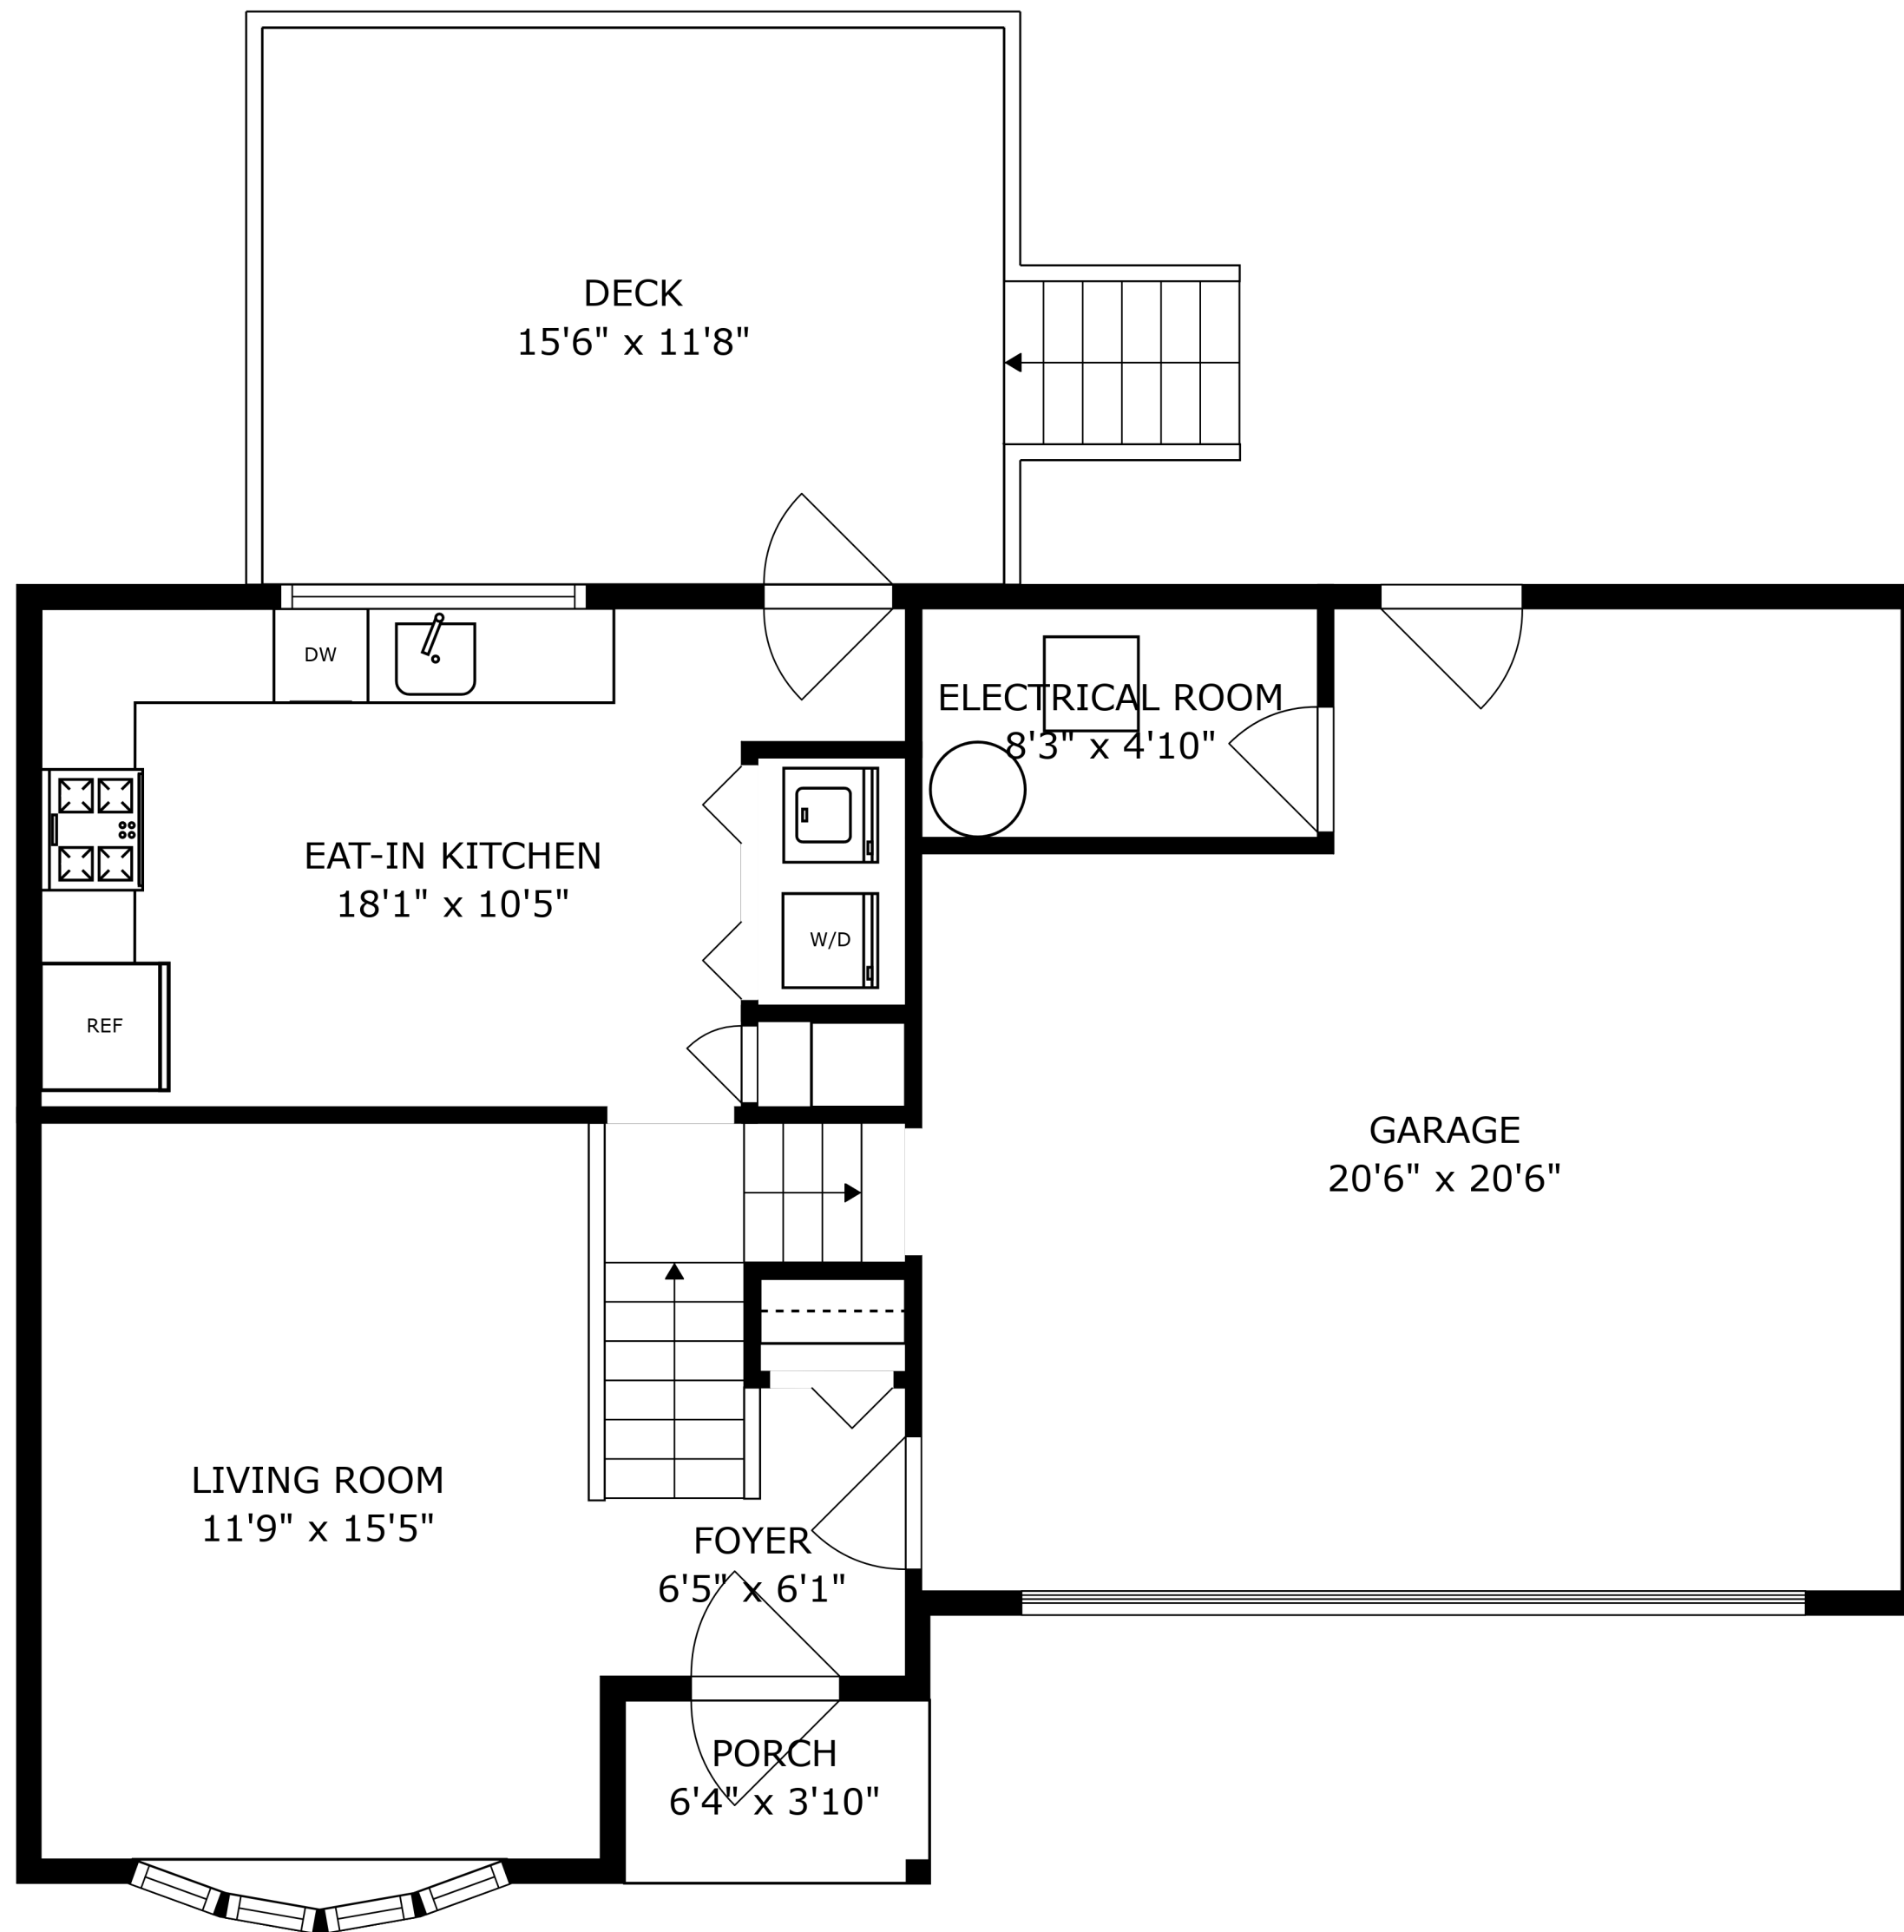 DECK
15'6" x 11'8"
DW
ELECTRICAL ROOM
8'3" x 4'10"
EAT-IN KITCHEN
18'1" x 10'5"
W/D
REF
GARAGE
20'6" x 20'6"
LIVING ROOM
11'9" x 15'5"
FOYER
6'5" x 6'1"
PORCH
6'4" x 3'10"